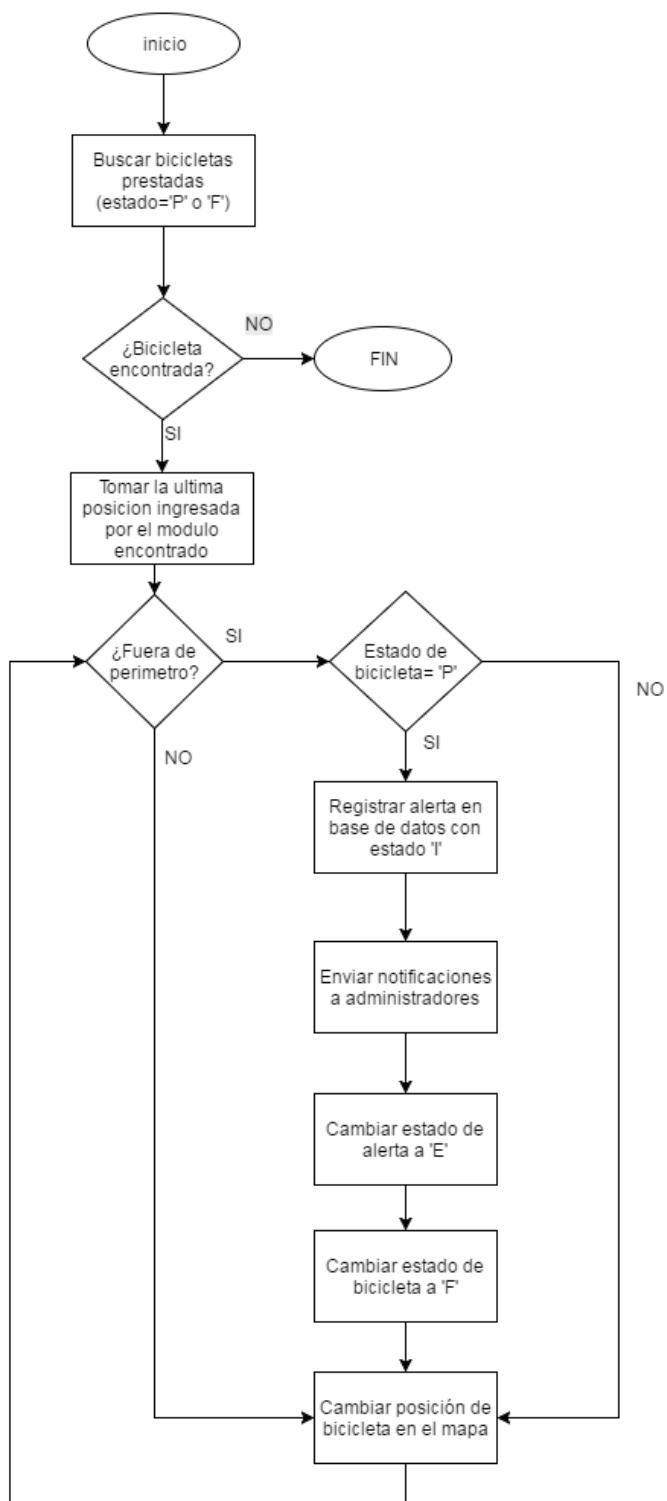 inicio
Buscar bicicletas
prestadas
(estado='P' o 'F')
¿Bicicleta
encontrada?
NO
FIN
SI
Tomar la ultima
posicion ingresada
por el modulo
encontrado
¿Fuera de
perimetro?
SI
Estado de
bicicleta= 'P'
NO
NO
SI
Registrar alerta en
base de datos con
estado 'I'
Enviar notificaciones
a administradores
Cambiar estado de
alerta a 'E'
Cambiar estado de
bicicleta a 'F'
Cambiar posición de
bicicleta en el mapa